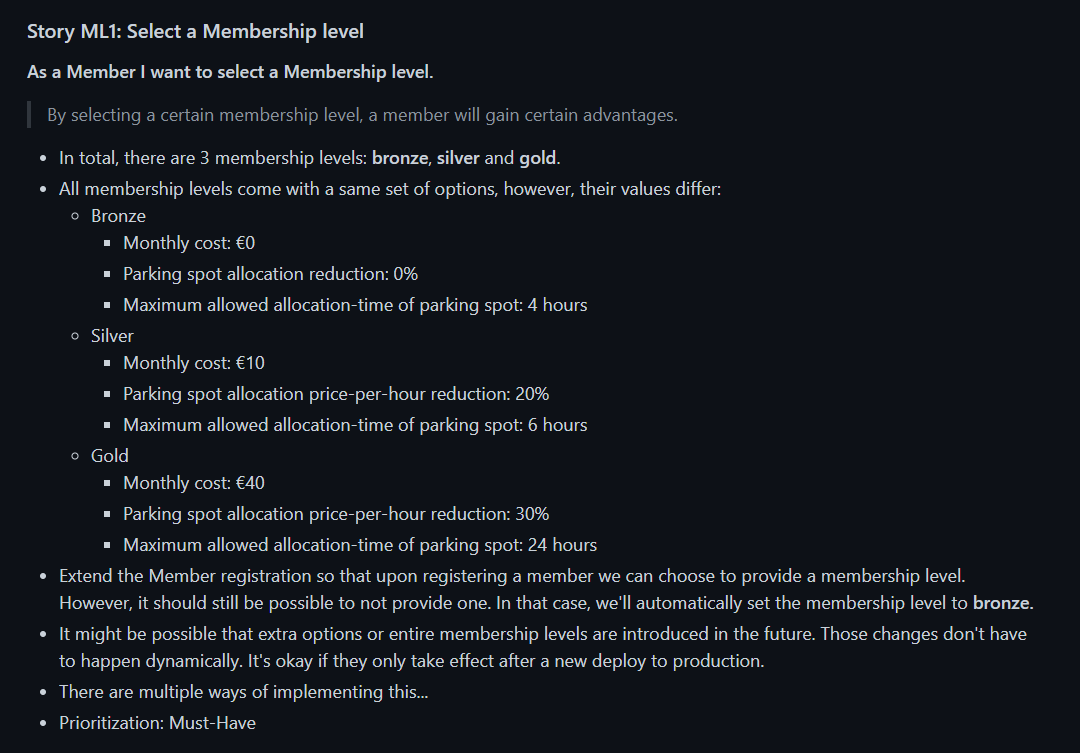 Story ML1: Select a Membership level
As a Member I want to select a Membership level.
By selecting a certain membership level, a member will gain certain advantages.
In total, there are 3 membership levels: bronze, silver and gold.
All membership levels come with a same set of options, however, their values differ:
Bronze
Monthly cost: €0
Parking spot allocation reduction: 0%
Maximum allowed allocation-time of parking spot: 4 hours
Silver
Monthly cost: €10
Parking spot allocation price-per-hour reduction: 20%
Maximum allowed allocation-time of parking spot: 6 hours
Gold
Monthly cost: €40
Parking spot allocation price-per-hour reduction: 30%
Maximum allowed allocation-time of parking spot: 24 hours
Extend the Member registration so that upon registering a member we can choose to provide a membership level.
However, it should still be possible to not provide one. In that case, we'll automatically set the membership level to bronze.
It might be possible that extra options or entire membership levels are introduced in the future. Those changes don't have
to happen dynamically. It's okay if they only take effect after a new deploy to production.
There are multiple ways of implementing this...
Prioritization: Must-Have